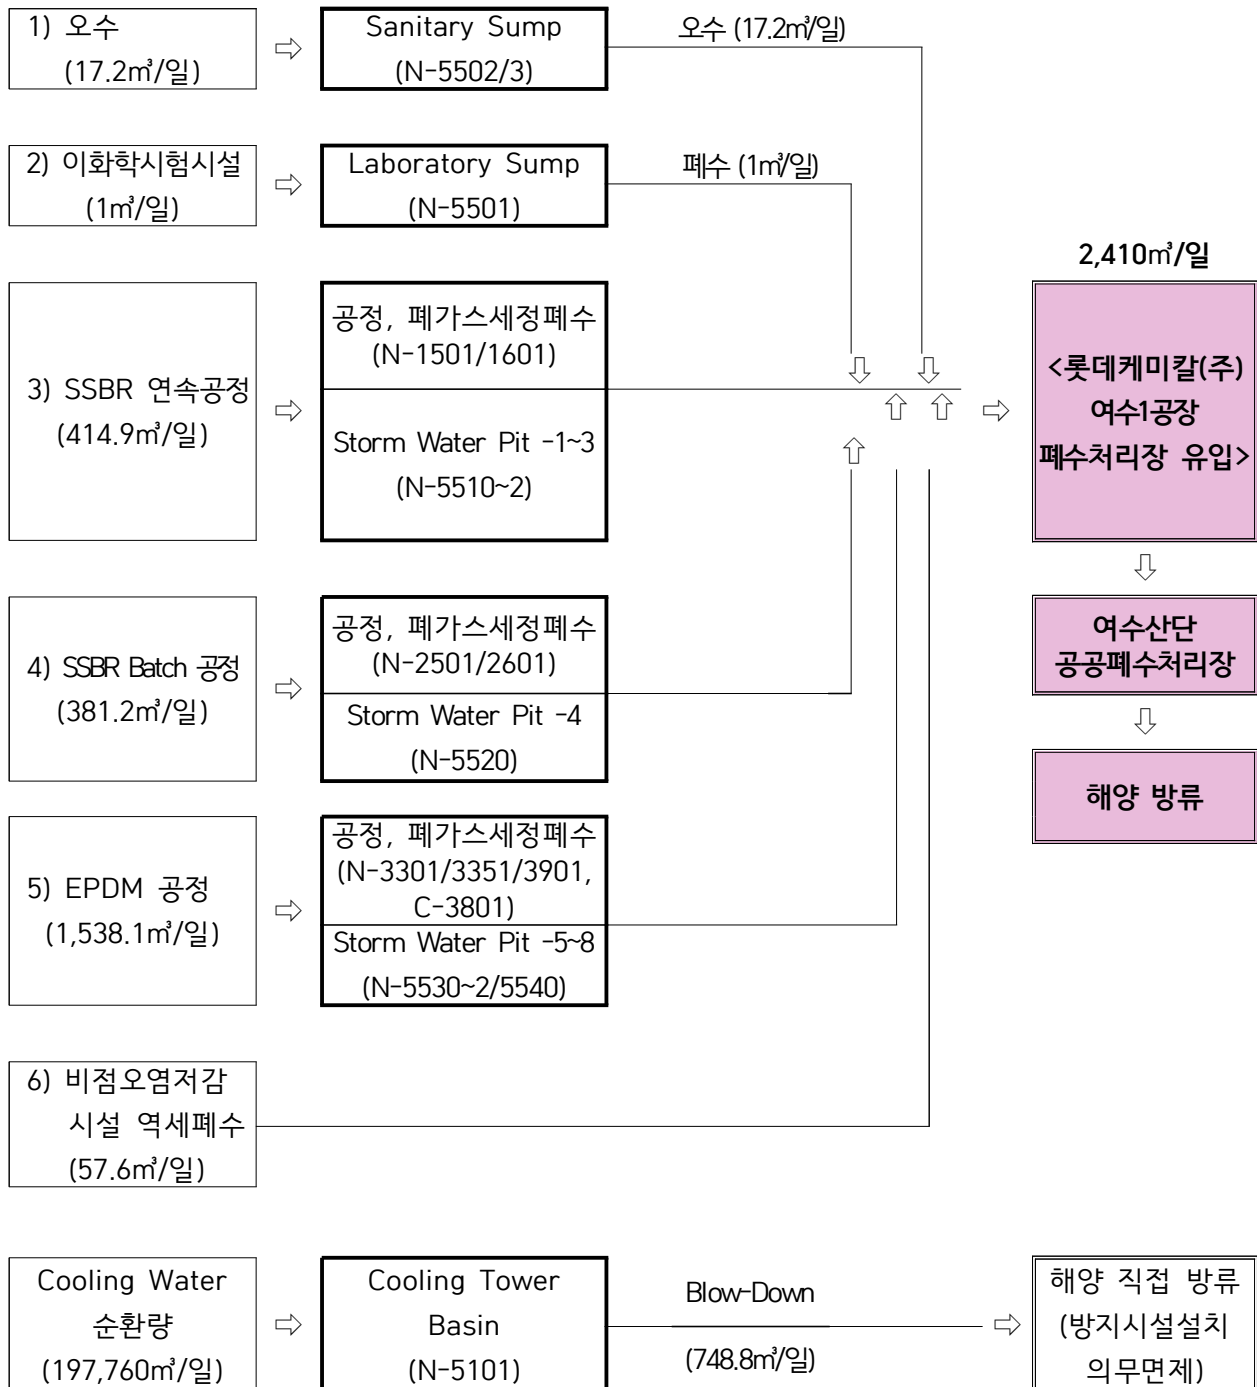 1) 오수
(17.2㎥/일)
⇨
Sanitary Sump
(N-5502/3)
오수 (17.2㎥/일)
2) 이화학시험시설
(1㎥/일)
⇨
Laboratory Sump
(N-5501)
폐수 (1㎥/일)
3) SSBR 연속공정
(414.9㎥/일)
⇨
공정, 폐가스세정폐수
(N-1501/1601)
Storm Water Pit -1~3
(N-5510~2)
4) SSBR Batch 공정
(381.2㎥/일)
⇨
공정, 폐가스세정폐수
(N-2501/2601)
Storm Water Pit -4
(N-5520)
5) EPDM 공정
(1,538.1㎥/일)
⇨
공정, 폐가스세정폐수
(N-3301/3351/3901,
C-3801)
Storm Water Pit -5~8
(N-5530~2/5540)
6) 비점오염저감
시설 역세폐수
(57.6㎥/일)
2,410㎥/일
<롯데케미칼(주)
여수1공장
폐수처리장 유입>
⇩
여수산단
공공폐수처리장
⇩
해양 방류
Cooling Water
순환량
(197,760㎥/일)
⇨
Cooling Tower
Basin
(N-5101)
Blow-Down
(748.8㎥/일)
⇨
해양 직접 방류
(방지시설설치
의무면제)